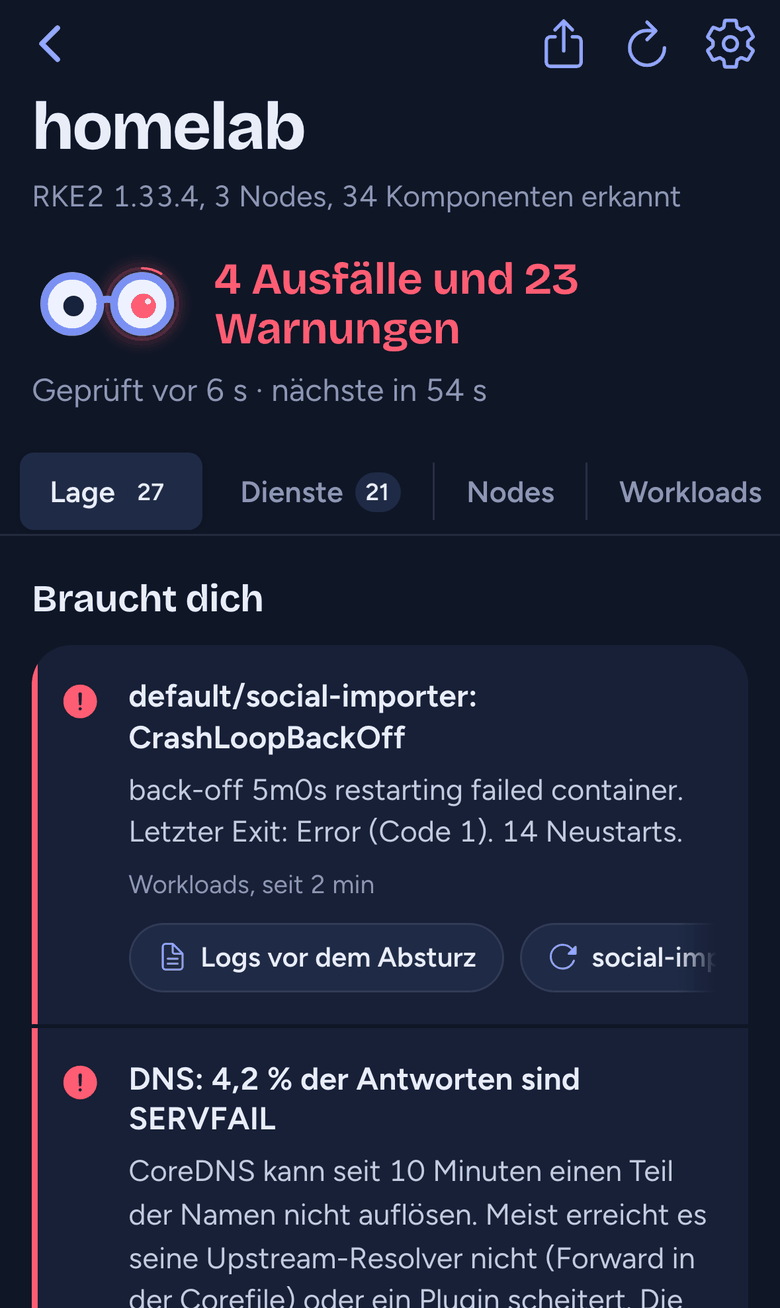 homelab
RKE2 1.33.4, 3 Nodes, 34 Komponenten erkannt
4 Ausfälle und 23
Warnungen
Geprüft vor 6 s · nächste in 54 s
Lage 27 Dienste 21 Nodes Workloads
Braucht dich
default/social-importer:
CrashLoopBackOff
back-off 5m0s restarting failed container.
Letzter Exit: Error (Code 1). 14 Neustarts.
Workloads, seit 2 min
Logs vor dem Absturz social-imp
DNS: 4,2 % der Antworten sind
SERVFAIL
CoreDNS kann seit 10 Minuten einen Teil
der Namen nicht auflösen. Meist erreicht es
seine Upstream-Resolver nicht (Forward in
der Corefile) oder ein Plugin scheitert. Die